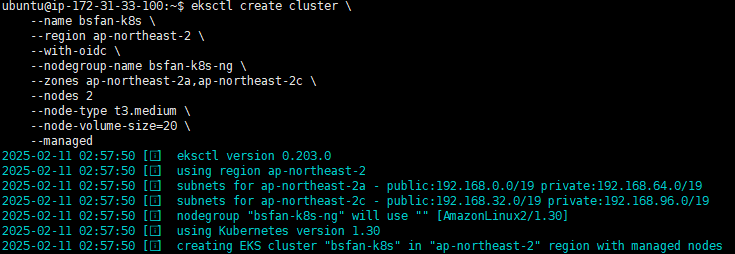 ubuntu@ip-172-31-33-100:~$ eksctl create cluster \
    --name bsfan-k8s \
    --region ap-northeast-2 \
    --with-oidc \
    --nodegroup-name bsfan-k8s-ng \
    --zones ap-northeast-2a,ap-northeast-2c \
    --nodes 2
    --node-type t3.medium \
    --node-volume-size=20 \
    --managed
2025-02-11 02:57:50 [ℹ]  eksctl version 0.203.0
2025-02-11 02:57:50 [ℹ]  using region ap-northeast-2
2025-02-11 02:57:50 [ℹ]  subnets for ap-northeast-2a - public:192.168.0.0/19 private:192.168.64.0/19
2025-02-11 02:57:50 [ℹ]  subnets for ap-northeast-2c - public:192.168.32.0/19 private:192.168.96.0/19
2025-02-11 02:57:50 [ℹ]  nodegroup "bsfan-k8s-ng" will use "" [AmazonLinux2/1.30]
2025-02-11 02:57:50 [ℹ]  using Kubernetes version 1.30
2025-02-11 02:57:50 [ℹ]  creating EKS cluster "bsfan-k8s" in "ap-northeast-2" region with managed nodes